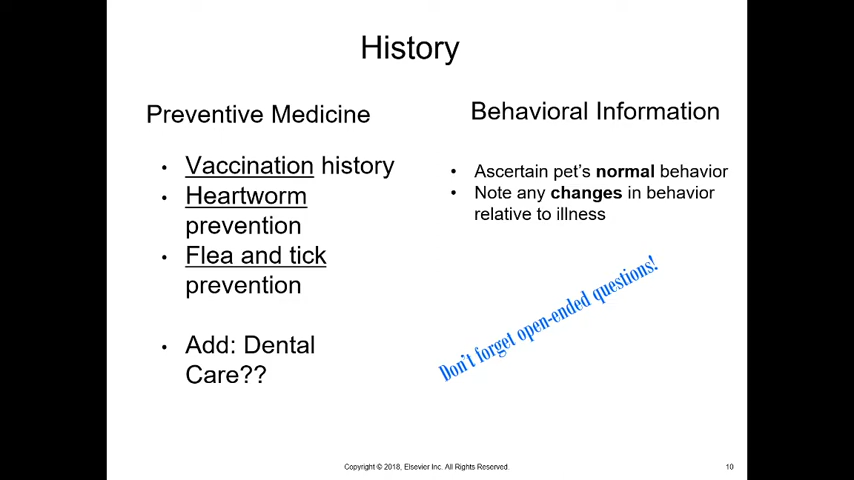 History
Preventive Medicine
• Vaccination history
• Heartworm
prevention
• Flea and tick
prevention
• Add: Dental
Care??
Behavioral Information
• Ascertain pet's normal behavior
• Note any changes in behavior
relative to illness
Don't forget open-ended questions!
Copyright © 2018, Elsevier Inc. All Rights Reserved.
10